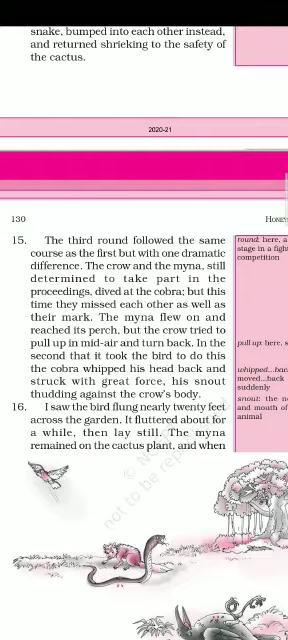 snake, bumped into each other instead,
and returned shrieking to the safety of
the cactus.
2020-21
130
HONEY
15. The third round followed the same
course as the first but with one dramatic
difference. The crow and the myna, still
determined to take part in the
proceedings, dived at the cobra; but this
time they missed each other as well as
their mark. The myna flew on and
reached its perch, but the crow tried to
pull up in mid-air and turn back. In the
second that it took the bird to do this
the cobra whipped his head back and
struck with great force, his snout
thudding against the crow's body.
16. I saw the bird flung nearly twenty feet
across the garden. It fluttered about for
a while, then lay still. The myna
remained on the cactus plant, and when
round: here, a
stage in a fight
competition
pull up: here, s
whipped...back
moved...back
suddenly
snout: the n
and mouth of
animal
not to be